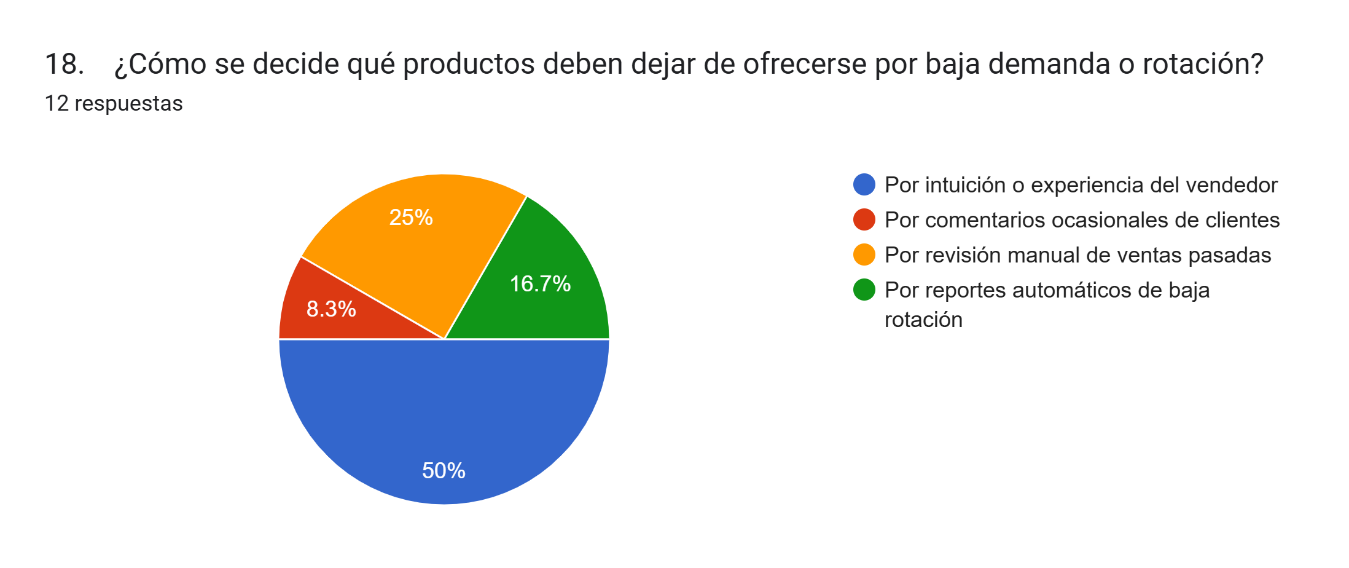 18. ¿Cómo se decide qué productos deben dejar de ofrecerse por baja demanda o rotación?
12 respuestas
25%
16.7%
8.3%
50%
Por intuición o experiencia del vendedor
Por comentarios ocasionales de clientes
Por revisión manual de ventas pasadas
Por reportes automáticos de baja
rotación